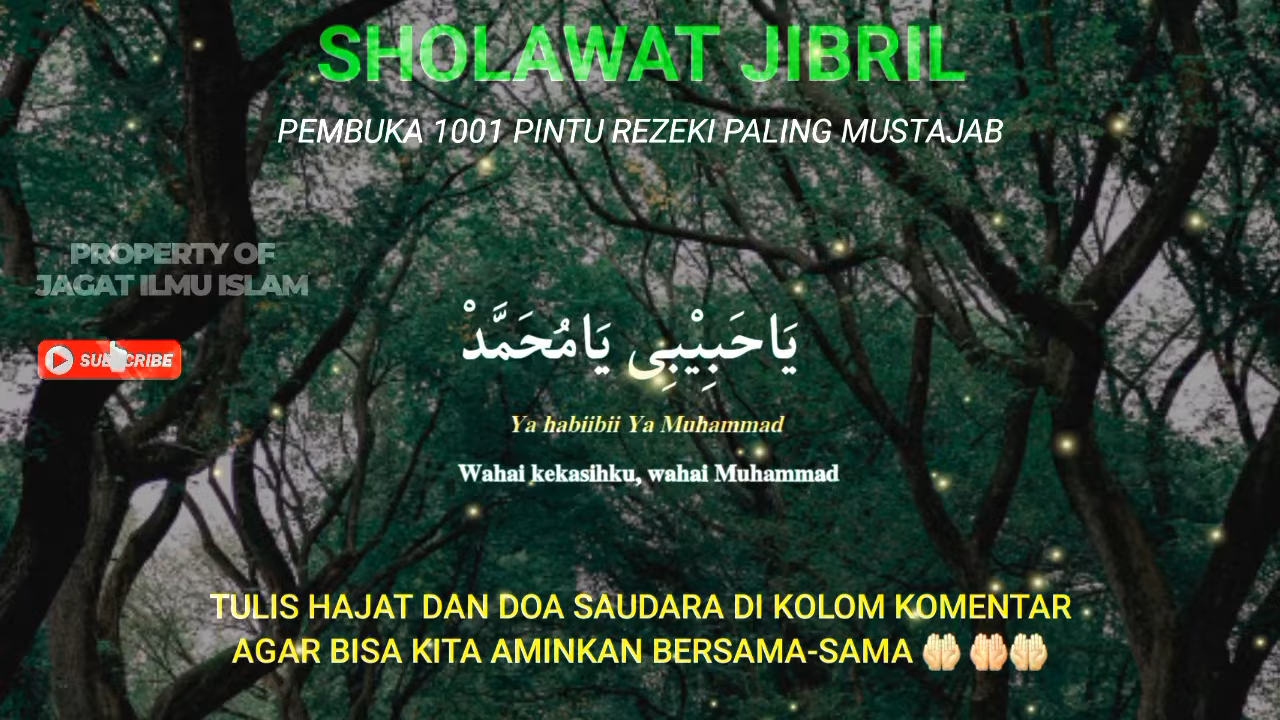 SHOLAWAT JIBRIL
PEMBUKA 1001 PINTU REZEKI PALING MUSTAJAB
PROPERTY OF
JAGAT ILMU ISLAM
SUBSCRIBE
يَاحَبِيْبِى يَامُحَمَّدْ
Ya habiibii Ya Muhammad
Wahai kekasihku, wahai Muhammad
TULIS HAJAT DAN DOA SAUDARA DI KOLOM KOMENTAR
AGAR BISA KITA AMINKAN BERSAMA-SAMA 🤲🏻 🤲🏻 🤲🏻